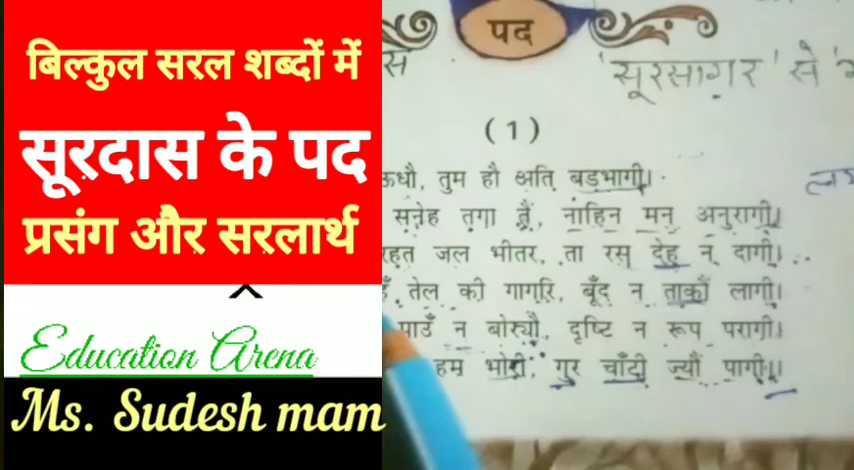 बिल्कुल सरल शब्दों में
सूरदास के पद
प्रसंग और सरलार्थ
Education Arena
Ms. Sudesh mam
पद
'सूरसागर' से
(1)
ऊधौ, तुम हौ अति बड़भागी।
सनेह तगा तैं, नाहिन मन अनुरागी।
रहत जल भीतर, ता रस देह न दागी।
तेल की गागरि, बूँद न ताकौं लागी।
पाउँ न बोरयौ, दृष्टि न रूप परागी।
हम भोरी, गुर चाँटी ज्यौं पागी।।